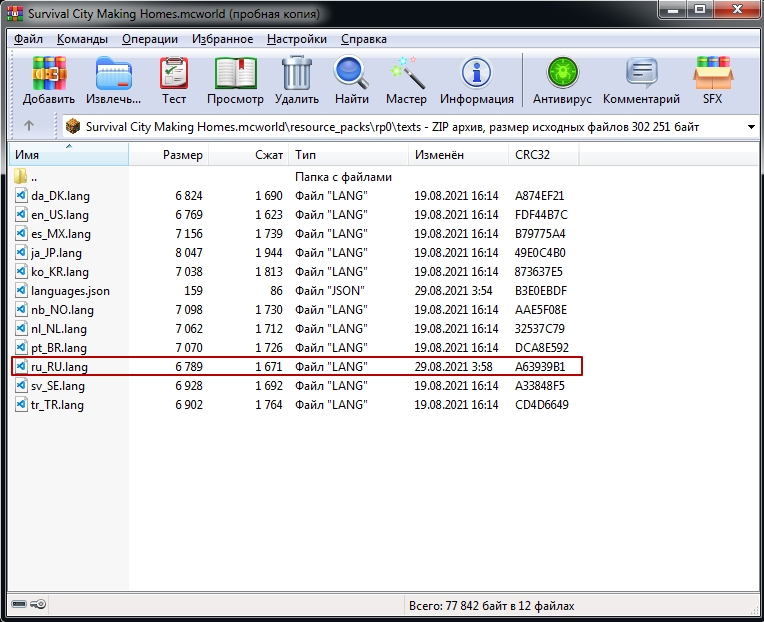 Survival City Making Homes.mcworld (пробная копия)
Файл Команды Операции Избранное Настройки Справка
Добавить Извлечь... Тест Просмотр Удалить Найти Мастер Информация Антивирус Комментарий SFX
Survival City Making Homes.mcworld\resource_packs\rp0\texts - ZIP архив, размер исходных файлов 302 251 байт
Имя Размер Сжат Тип Изменён CRC32
.. Папка с файлами
da_DK.lang 6 824 1 690 Файл "LANG" 19.08.2021 16:14 A874EF21
en_US.lang 6 769 1 623 Файл "LANG" 19.08.2021 16:14 FDF44B7C
es_MX.lang 7 156 1 739 Файл "LANG" 19.08.2021 16:14 B79775A4
ja_JP.lang 8 047 1 944 Файл "LANG" 19.08.2021 16:14 49E0C4B0
ko_KR.lang 7 038 1 813 Файл "LANG" 19.08.2021 16:14 873637E5
languages.json 159 86 Файл "JSON" 29.08.2021 3:54 B3E0EBDF
nb_NO.lang 7 098 1 730 Файл "LANG" 19.08.2021 16:14 AAE5F08E
nl_NL.lang 7 062 1 712 Файл "LANG" 19.08.2021 16:14 32537C79
pt_BR.lang 7 070 1 726 Файл "LANG" 19.08.2021 16:14 DCA8E592
ru_RU.lang 6 789 1 671 Файл "LANG" 29.08.2021 3:58 A63939B1
sv_SE.lang 6 928 1 692 Файл "LANG" 19.08.2021 16:14 A33848F5
tr_TR.lang 6 902 1 764 Файл "LANG" 19.08.2021 16:14 CD4D6649
Всего: 77 842 байт в 12 файлах